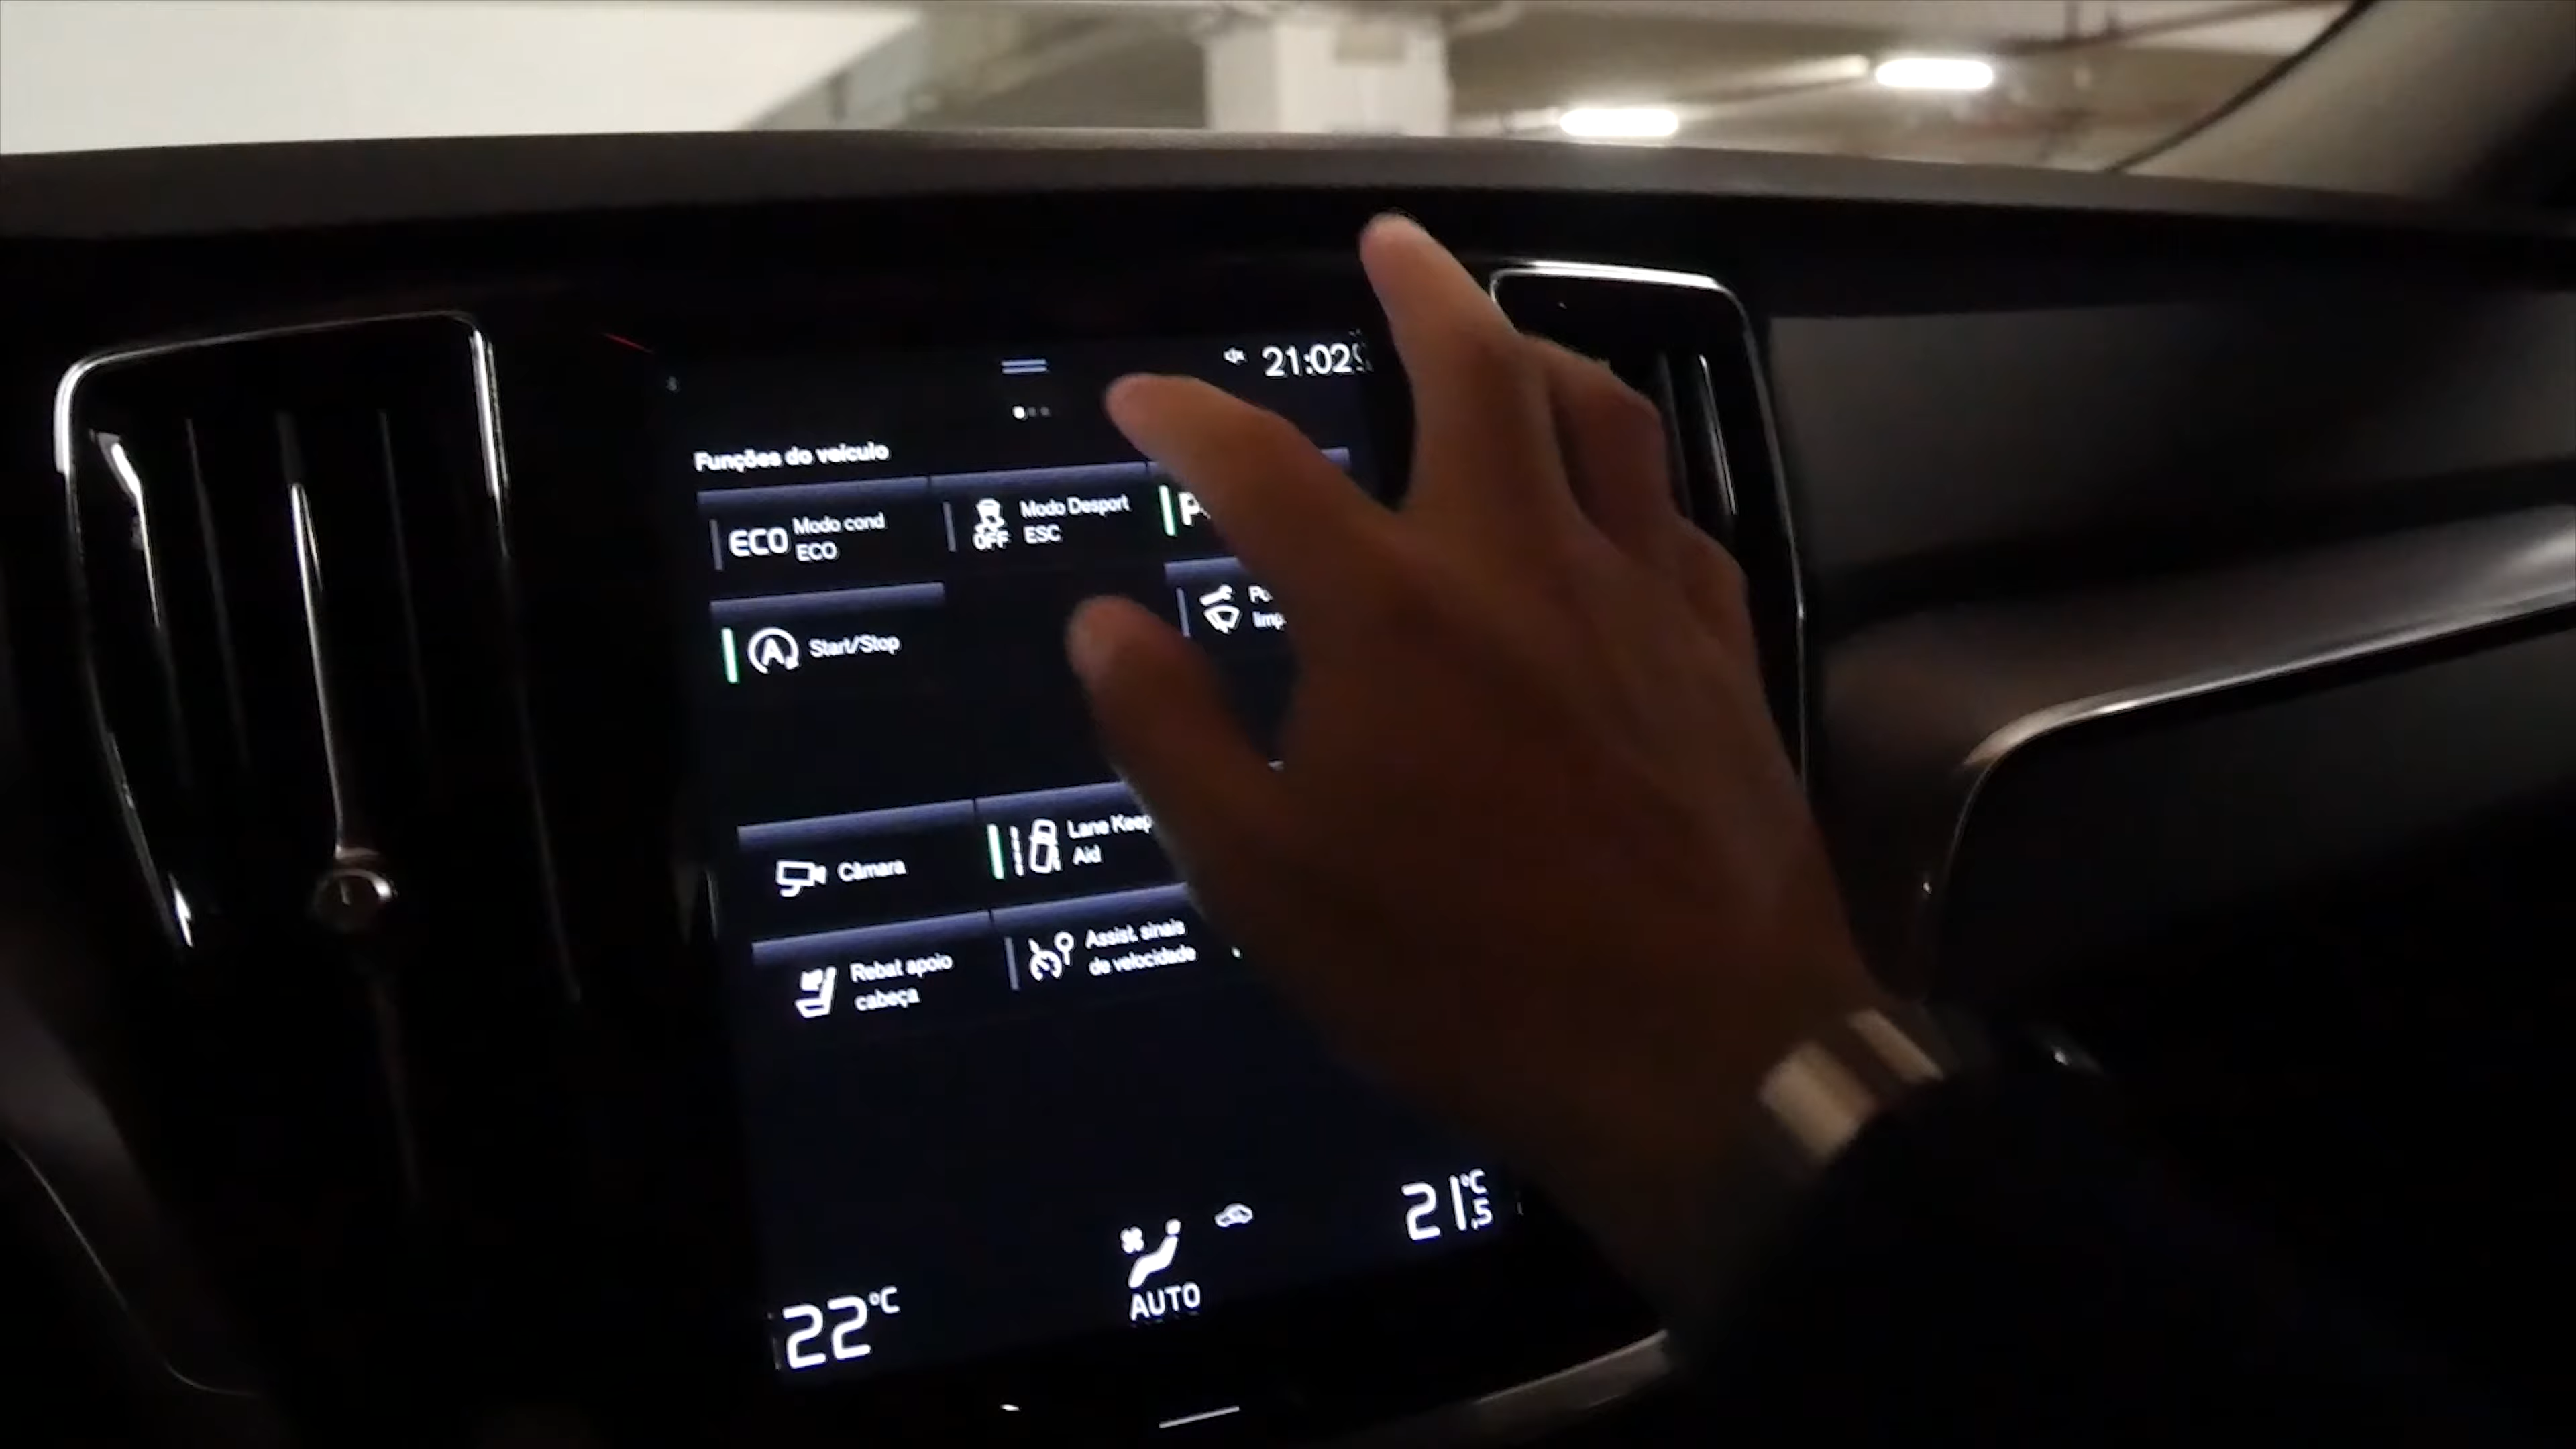 21:02
Funções do veículo
ECO Modo cond
ECO
OFF Modo Desport
ESC
A Start/Stop
Câmara
Lane Keep
Aid
Rebat apoio
cabeça
Assist. sinais
de velocidade
22°C
AUTO
21,5°C